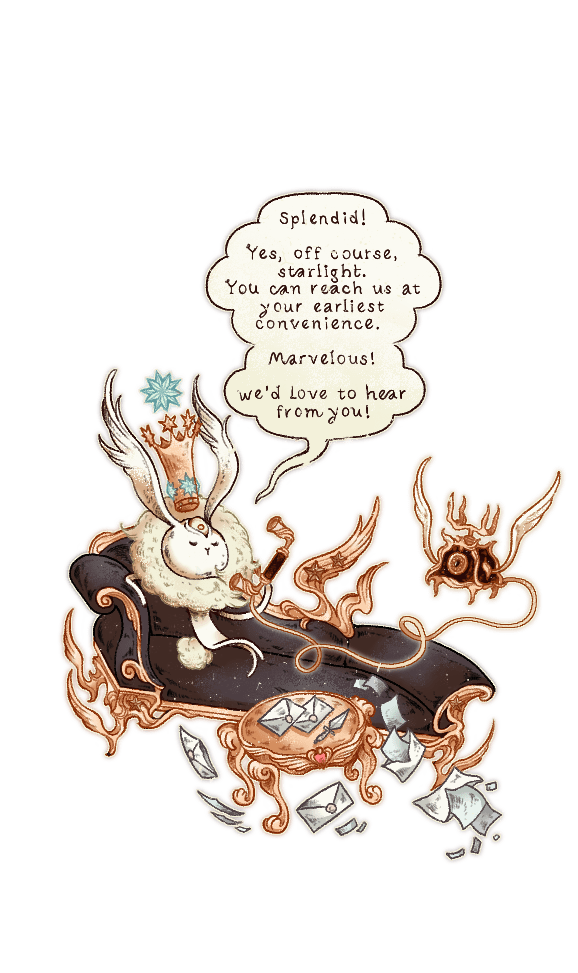 Splendid!
Yes, off course,
starlight.
You can reach us at
your earliest
convenience.
Marvelous!
we'd Love to hear
from you!